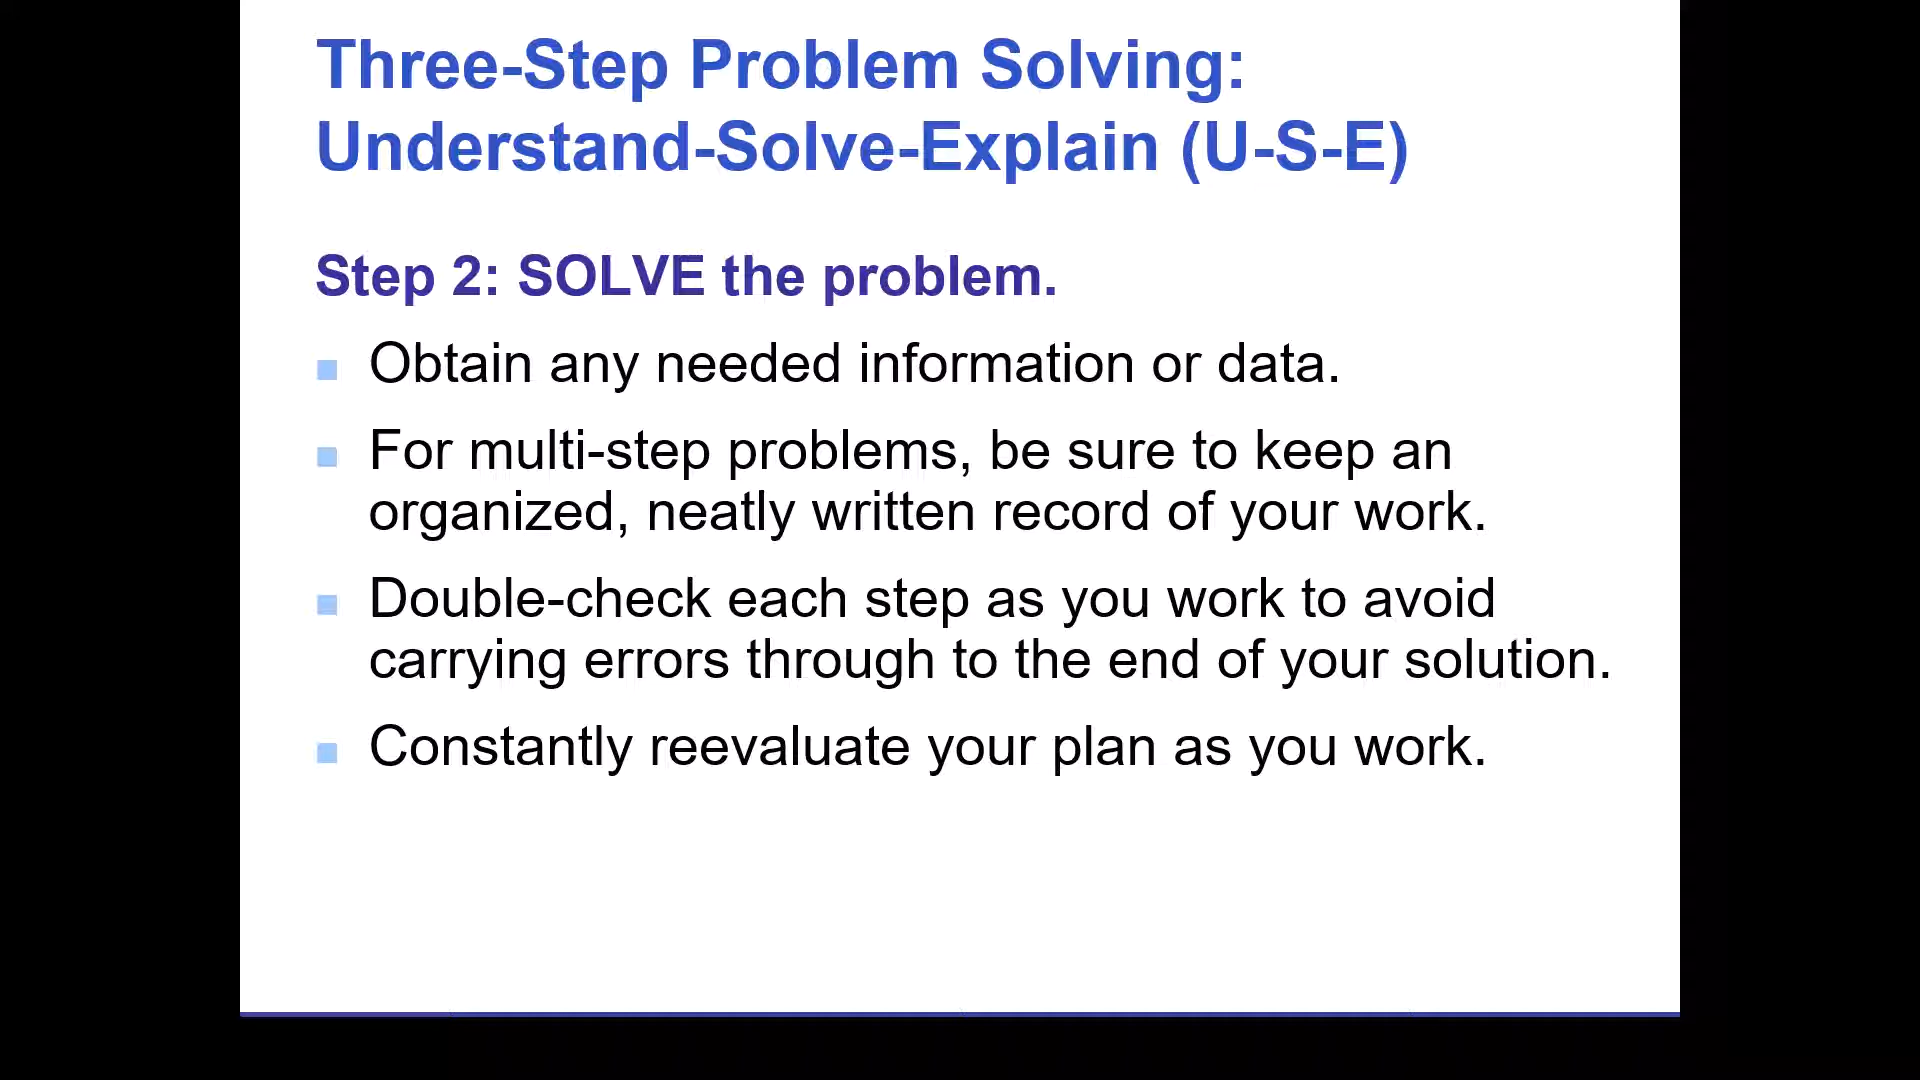 Three-Step Problem Solving:
Understand-Solve-Explain (U-S-E)
Step 2: SOLVE the problem.
Obtain any needed information or data.
For multi-step problems, be sure to keep an
organized, neatly written record of your work.
Double-check each step as you work to avoid
carrying errors through to the end of your solution.
Constantly reevaluate your plan as you work.